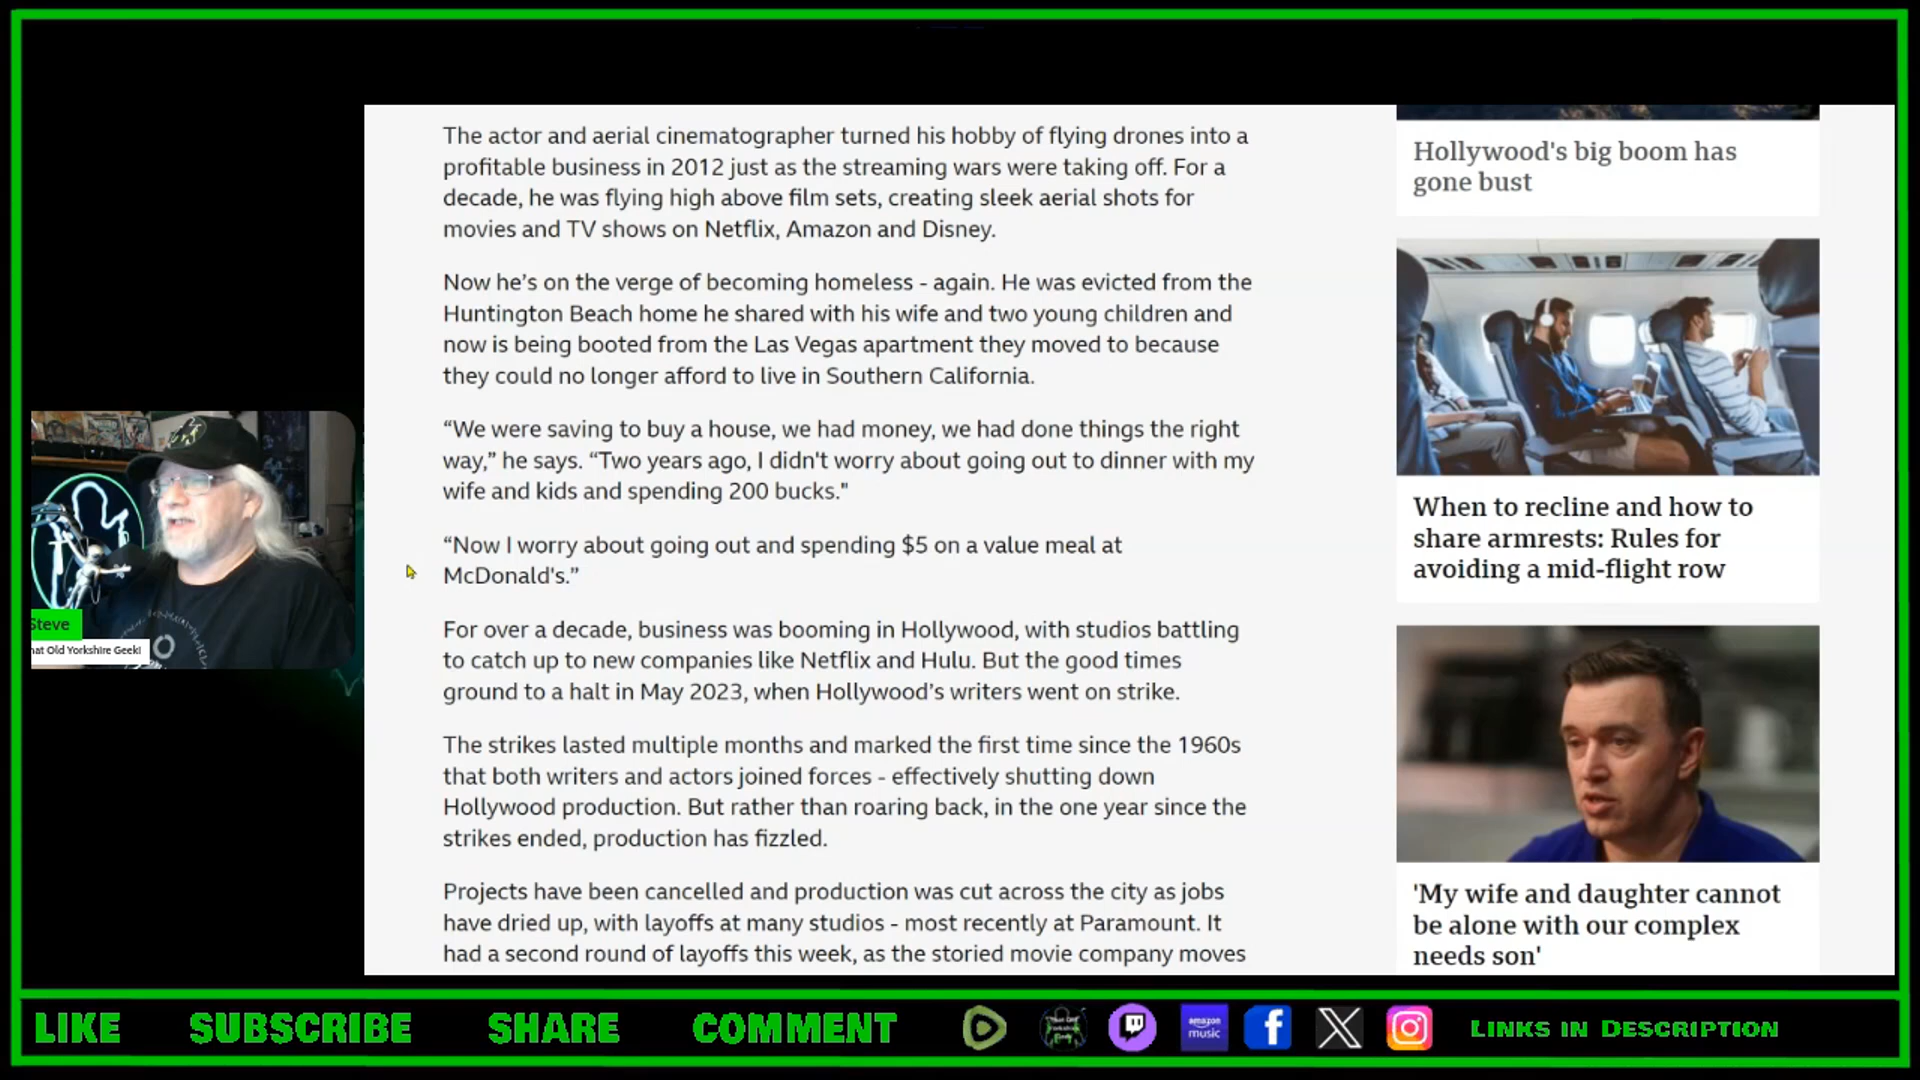 The actor and aerial cinematographer turned his hobby of flying drones into a
profitable business in 2012 just as the streaming wars were taking off. For a
decade, he was flying high above film sets, creating sleek aerial shots for
movies and TV shows on Netflix, Amazon and Disney.
Now he’s on the verge of becoming homeless - again. He was evicted from the
Huntington Beach home he shared with his wife and two young children and
now is being booted from the Las Vegas apartment they moved to because
they could no longer afford to live in Southern California.
“We were saving to buy a house, we had money, we had done things the right
way,” he says. “Two years ago, I didn't worry about going out to dinner with my
wife and kids and spending 200 bucks."
“Now I worry about going out and spending $5 on a value meal at
McDonald's.”
For over a decade, business was booming in Hollywood, with studios battling
to catch up to new companies like Netflix and Hulu. But the good times
ground to a halt in May 2023, when Hollywood’s writers went on strike.
The strikes lasted multiple months and marked the first time since the 1960s
that both writers and actors joined forces - effectively shutting down
Hollywood production. But rather than roaring back, in the one year since the
strikes ended, production has fizzled.
Projects have been cancelled and production was cut across the city as jobs
have dried up, with layoffs at many studios - most recently at Paramount. It
had a second round of layoffs this week, as the storied movie company moves
Hollywood's big boom has
gone bust
When to recline and how to
share armrests: Rules for
avoiding a mid-flight row
'My wife and daughter cannot
be alone with our complex
needs son'
Steve
hat Old Yorkshire Geek!
LIKE SUBSCRIBE SHARE COMMENT
amazon
music
LINKS IN DESCRIPTION